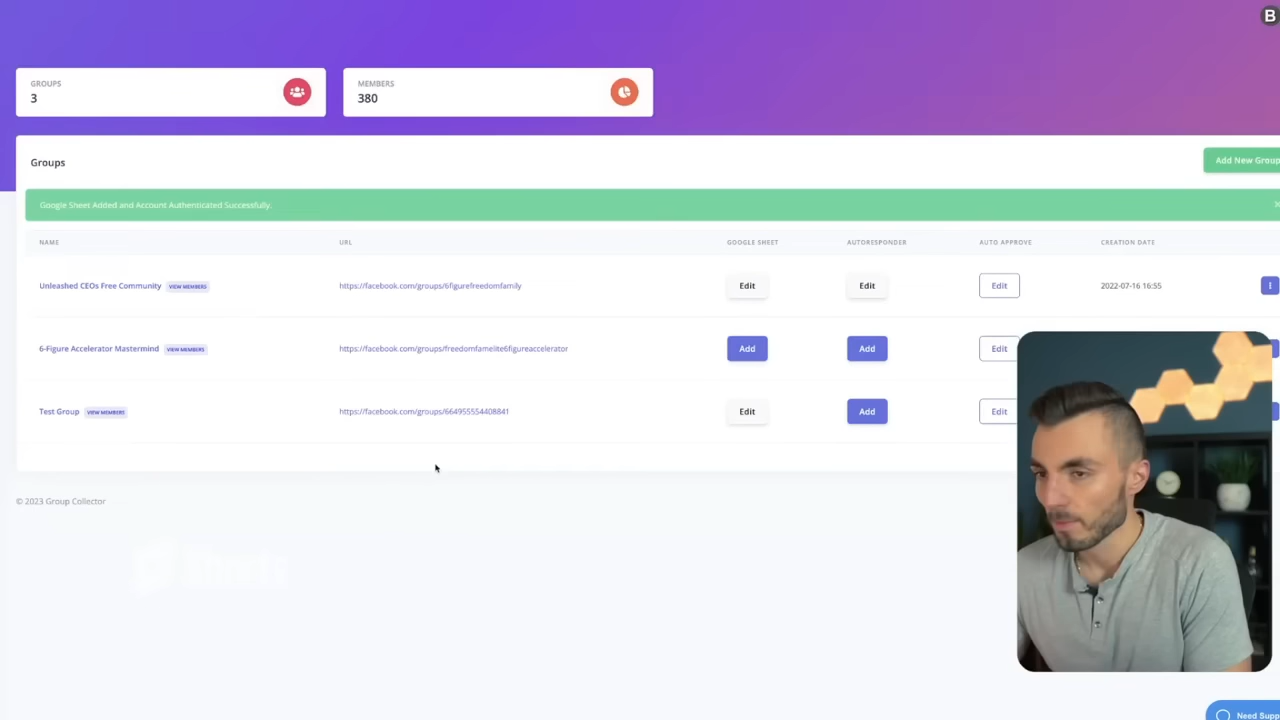 B
GROUPS
3
MEMBERS
380
Groups
Add New Group
Google Sheet Added and Account Authenticated Successfully.
NAME URL GOOGLE SHEET AUTORESPONDER AUTO APPROVE CREATION DATE
Unleashed CEOs Free Community VIEW MEMBERS https://facebook.com/groups/6figurefreedomfamily Edit Edit Edit 2022-07-16 16:55
6-Figure Accelerator Mastermind VIEW MEMBERS https://facebook.com/groups/freedomfamelite6figureaccelerator Add Add Edit
Test Group VIEW MEMBERS https://facebook.com/groups/664955554408841 Edit Add Edit
© 2023 Group Collector
Sheets
Need Supp